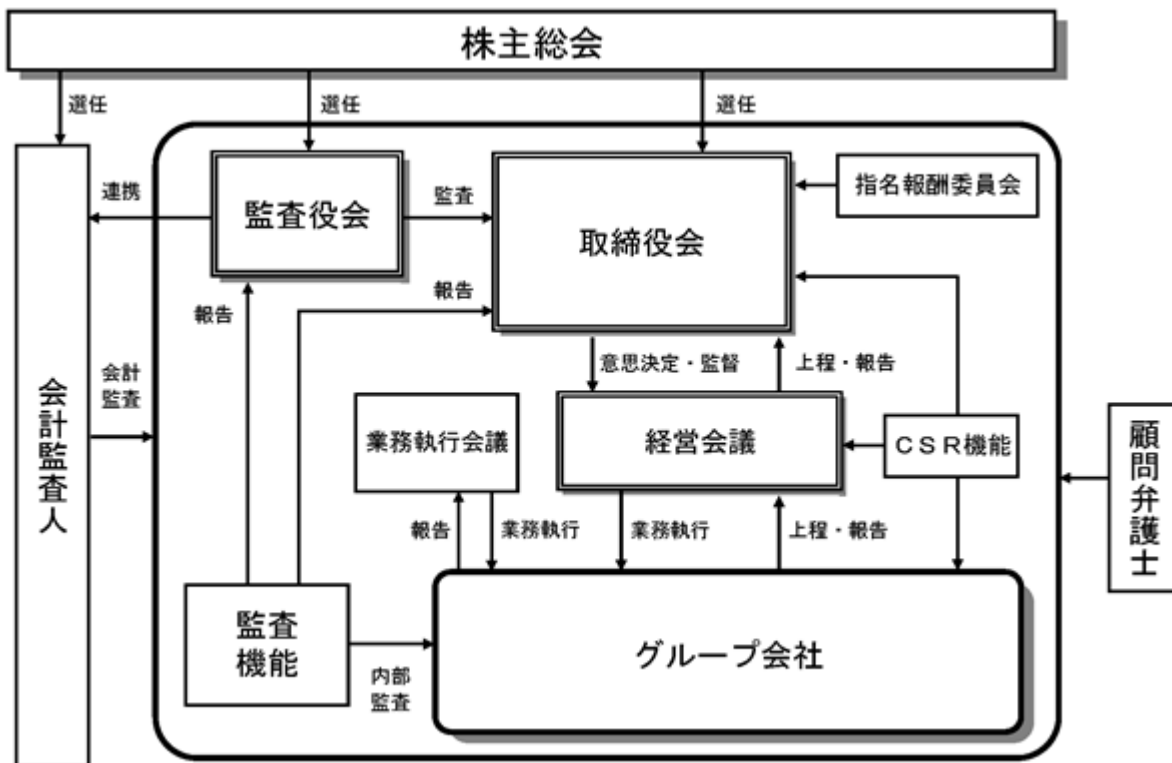 株主総会
選任
選任
選任
連携
監査役会
監査
取締役会
指名報酬委員会
報告
報告
会計
監査
意思決定・監督
上程・報告
会計監査人
業務執行会議
経営会議
CSR機能
顧問弁護士
報告
業務執行
業務執行
上程・報告
監査
機能
内部
監査
グループ会社